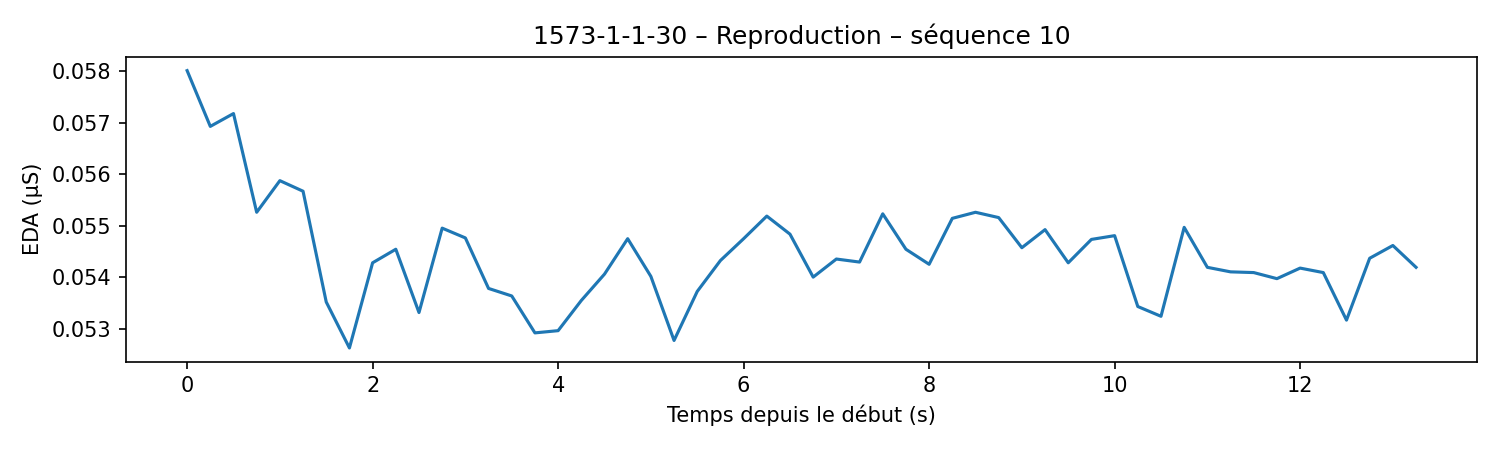 1573-1-1-30 – Reproduction – séquence 10
EDA (µS)
0.058
0.057
0.056
0.055
0.054
0.053
0 2 4 6 8 10 12
Temps depuis le début (s)